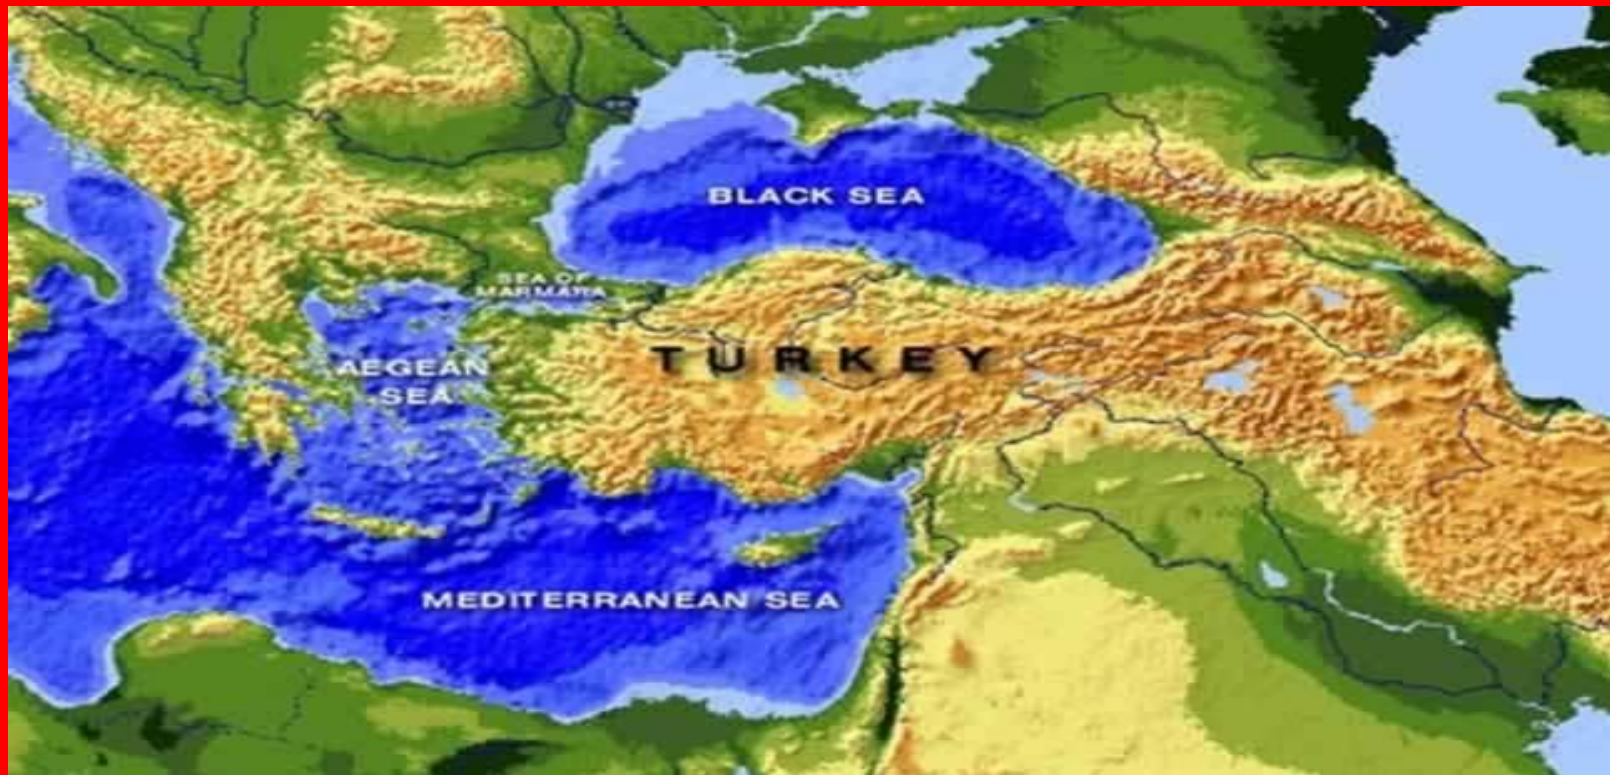 BLACK SEA
SEA OF
MARMARA
TURKEY
AEGEAN
SEA
MEDITERRANEAN SEA